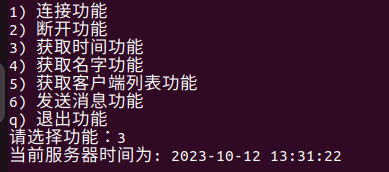 1) 连接功能
2) 断开功能
3) 获取时间功能
4) 获取名字功能
5) 获取客户端列表功能
6) 发送消息功能
q) 退出功能
请选择功能：3
当前服务器时间为: 2023-10-12 13:31:22